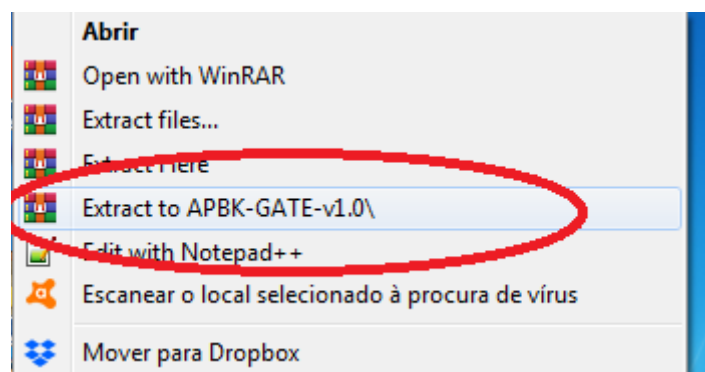 Abrir
Open with WinRAR
Extract files...
Extract Here
Extract to APBK-GATE-v1.0\
Edit with Notepad++
Escanear o local selecionado à procura de vírus
Mover para Dropbox